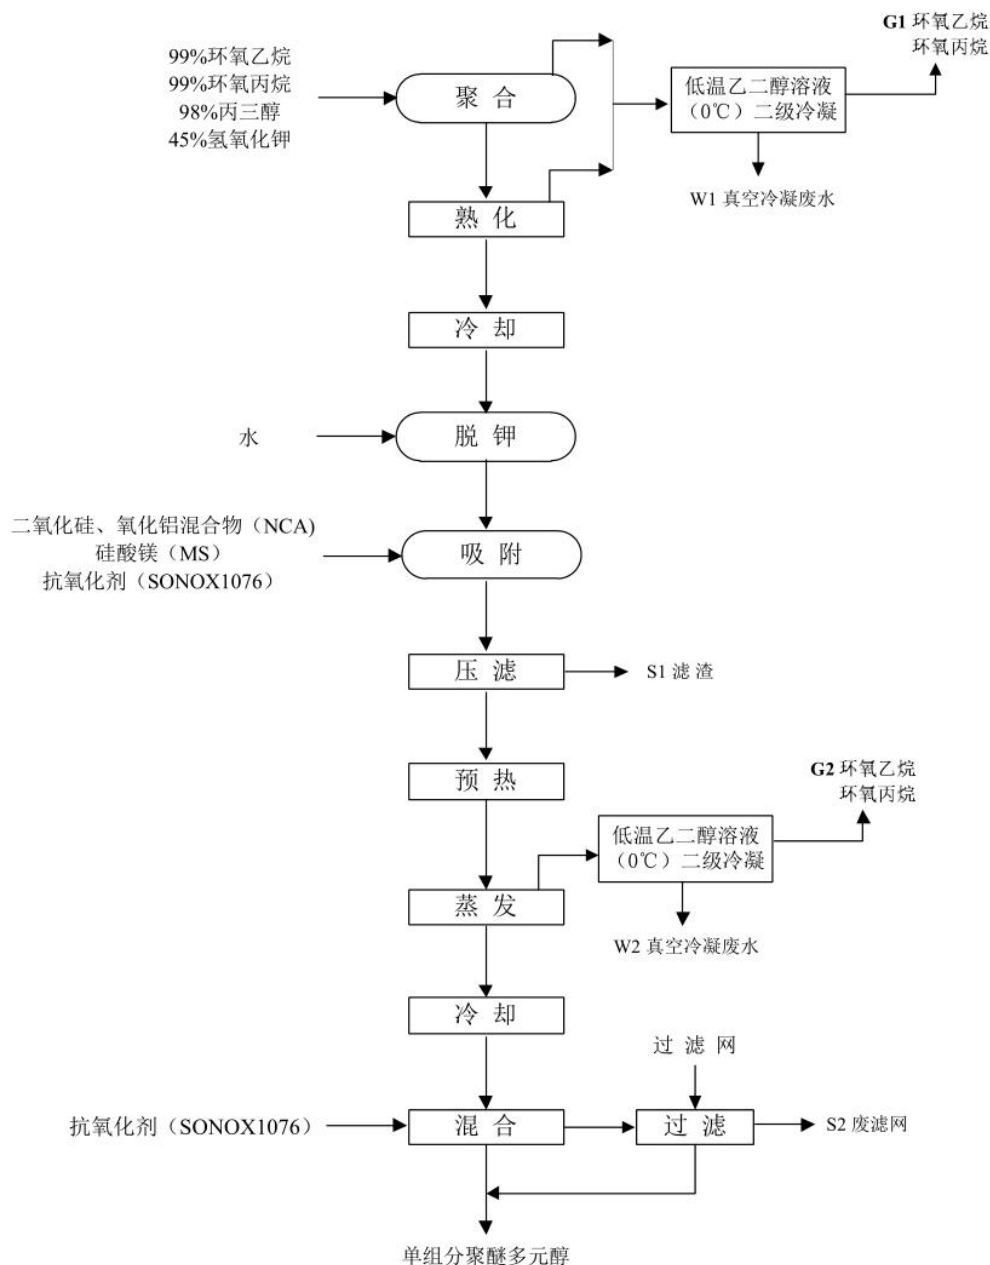 G1 环氧乙烷
环氧丙烷
99%环氧乙烷
99%环氧丙烷
98%丙三醇
45%氢氧化钾
聚 合
低温乙二醇溶液
（0℃）二级冷凝
W1 真空冷凝废水
熟 化
冷 却
水
脱 钾
二氧化硅、氧化铝混合物（NCA)
硅酸镁（MS）
抗氧化剂（SONOX1076）
吸 附
压 滤
S1 滤 渣
预 热
G2 环氧乙烷
环氧丙烷
低温乙二醇溶液
（0℃）二级冷凝
蒸 发
W2 真空冷凝废水
冷 却
过 滤 网
抗氧化剂（SONOX1076）
混 合
过 滤
S2 废滤网
单组分聚醚多元醇